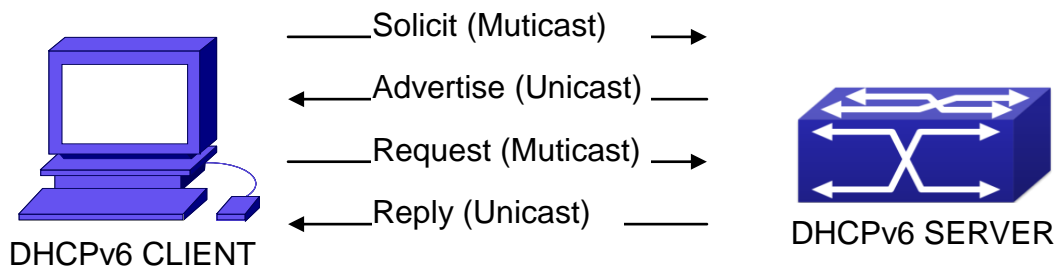 Solicit (Muticast)
Advertise (Unicast)
Request (Muticast)
Reply (Unicast)
DHCPv6 CLIENT
DHCPv6 SERVER